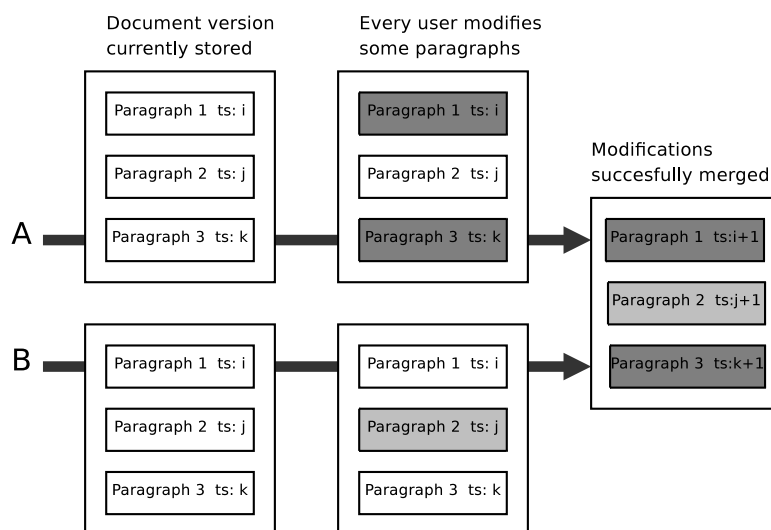 Document version
currently stored
Every user modifies
some paragraphs
Modifications
succesfully merged
A
Paragraph 1 ts: i
Paragraph 2 ts: j
Paragraph 3 ts: k
Paragraph 1 ts: i
Paragraph 2 ts: j
Paragraph 3 ts: k
Paragraph 1 ts:i+1
Paragraph 2 ts:j+1
Paragraph 3 ts:k+1
B
Paragraph 1 ts: i
Paragraph 2 ts: j
Paragraph 3 ts: k
Paragraph 1 ts: i
Paragraph 2 ts: j
Paragraph 3 ts: k